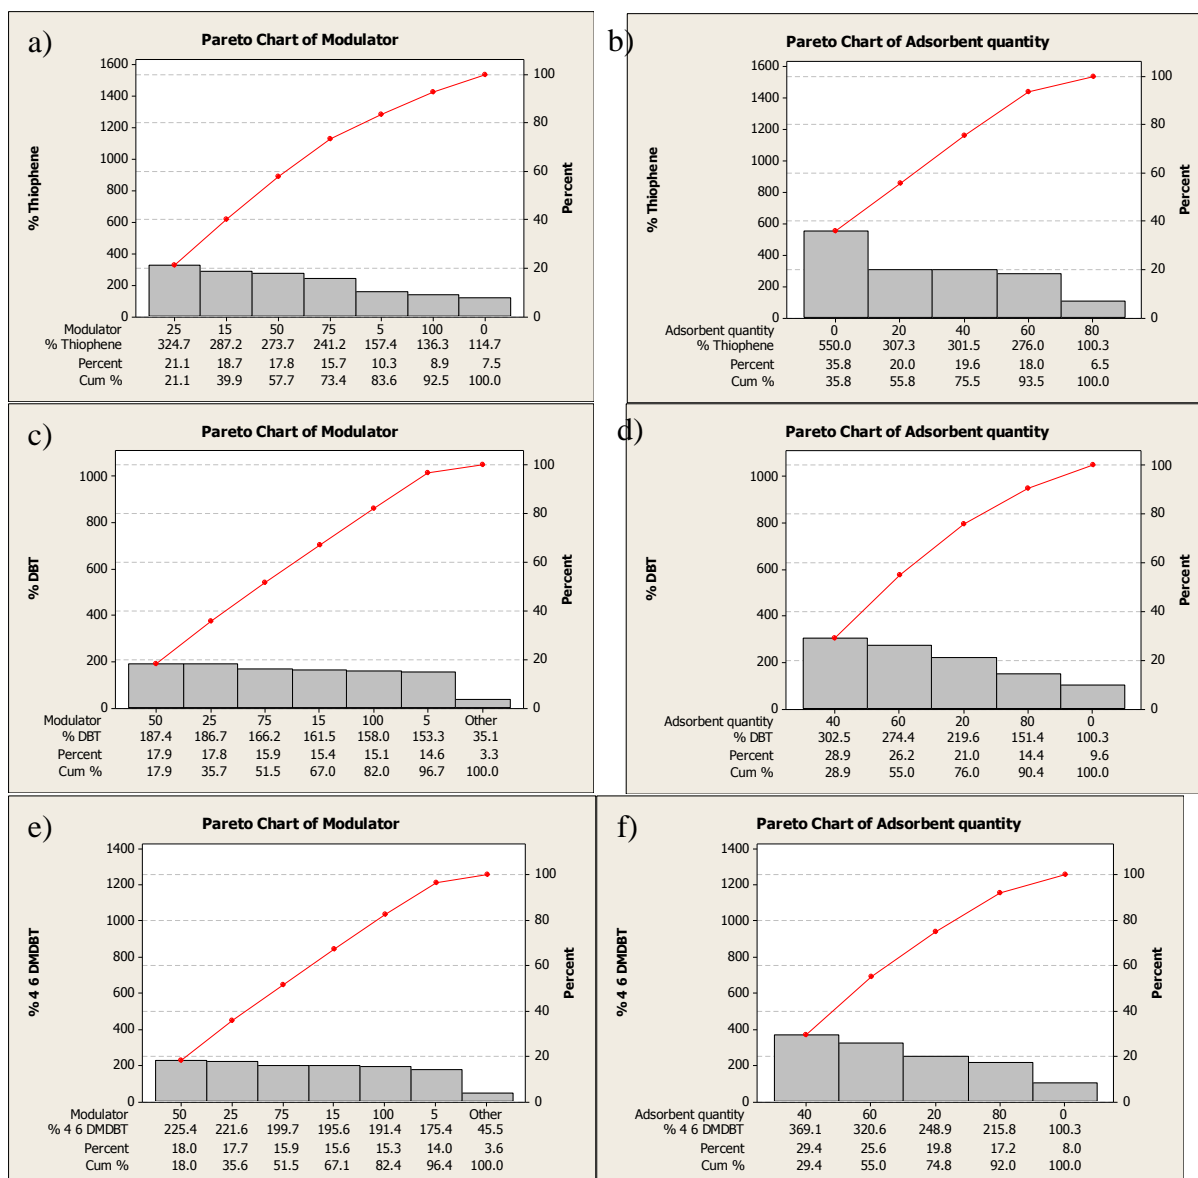 a)
Pareto Chart of Modulator
1600
1400
1200
1000
800
600
400
200
0
% Thiophene
100
80
60
40
20
0
Percent
Modulator 25 15 50 75 5 100 0
% Thiophene 324.7 287.2 273.7 241.2 157.4 136.3 114.7
Percent 21.1 18.7 17.8 15.7 10.3 8.9 7.5
Cum % 21.1 39.9 57.7 73.4 83.6 92.5 100.0
b)
Pareto Chart of Adsorbent quantity
1600
1400
1200
1000
800
600
400
200
0
% Thiophene
100
80
60
40
20
0
Percent
Adsorbent quantity 0 20 40 60 80
% Thiophene 550.0 307.3 301.5 276.0 100.3
Percent 35.8 20.0 19.6 18.0 6.5
Cum % 35.8 55.8 75.5 93.5 100.0
c)
Pareto Chart of Modulator
1000
800
600
400
200
0
% DBT
100
80
60
40
20
0
Percent
Modulator 50 25 75 15 100 5 Other
% DBT 187.4 186.7 166.2 161.5 158.0 153.3 35.1
Percent 17.9 17.8 15.9 15.4 15.1 14.6 3.3
Cum % 17.9 35.7 51.5 67.0 82.0 96.7 100.0
d)
Pareto Chart of Adsorbent quantity
1000
800
600
400
200
0
% DBT
100
80
60
40
20
0
Percent
Adsorbent quantity 40 60 20 80 0
% DBT 302.5 274.4 219.6 151.4 100.3
Percent 28.9 26.2 21.0 14.4 9.6
Cum % 28.9 55.0 76.0 90.4 100.0
e)
Pareto Chart of Modulator
1400
1200
1000
800
600
400
200
0
% 4 6 DMDBT
100
80
60
40
20
0
Percent
Modulator 50 25 75 15 100 5 Other
% 4 6 DMDBT 225.4 221.6 199.7 195.6 191.4 175.4 45.5
Percent 18.0 17.7 15.9 15.6 15.3 14.0 3.6
Cum % 18.0 35.6 51.5 67.1 82.4 96.4 100.0
f)
Pareto Chart of Adsorbent quantity
1400
1200
1000
800
600
400
200
0
% 4 6 DMDBT
100
80
60
40
20
0
Percent
Adsorbent quantity 40 60 20 80 0
% 4 6 DMDBT 369.1 320.6 248.9 215.8 100.3
Percent 29.4 25.6 19.8 17.2 8.0
Cum % 29.4 55.0 74.8 92.0 100.0